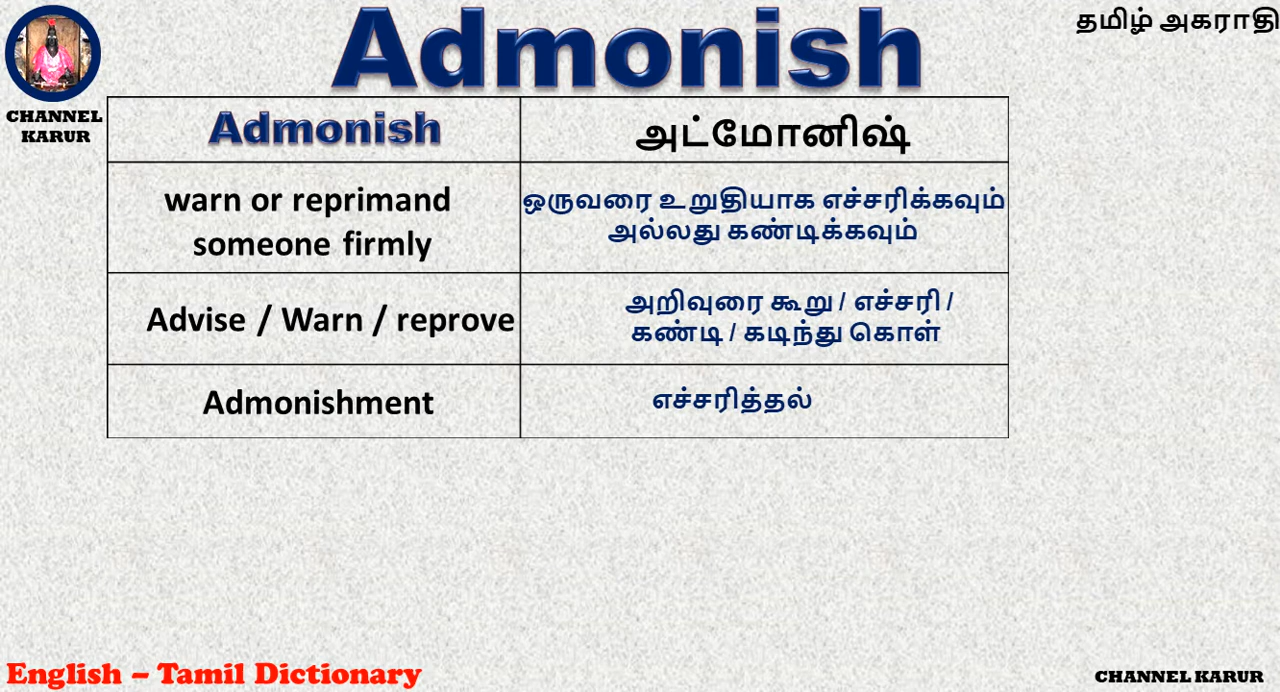 Admonish
தமிழ் அகராதி
CHANNEL
KARUR
Admonish
அட்மோனிஷ்
warn or reprimand
someone firmly
ஒருவரை உறுதியாக எச்சரிக்கவும்
அல்லது கண்டிக்கவும்
Advise / Warn / reprove
அறிவுரை கூறு / எச்சரி /
கண்டி / கடிந்து கொள்
Admonishment
எச்சரித்தல்
English – Tamil Dictionary
CHANNEL KARUR